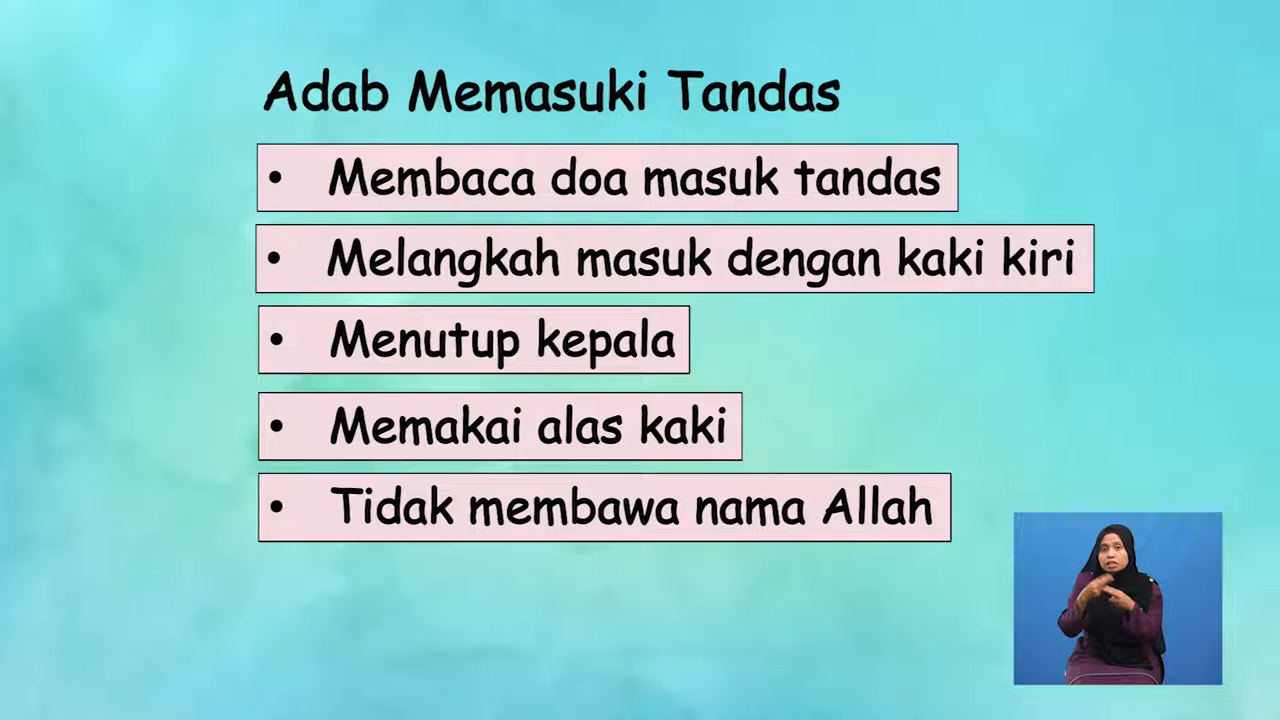 Adab Memasuki Tandas
• Membaca doa masuk tandas
• Melangkah masuk dengan kaki kiri
• Menutup kepala
• Memakai alas kaki
• Tidak membawa nama Allah